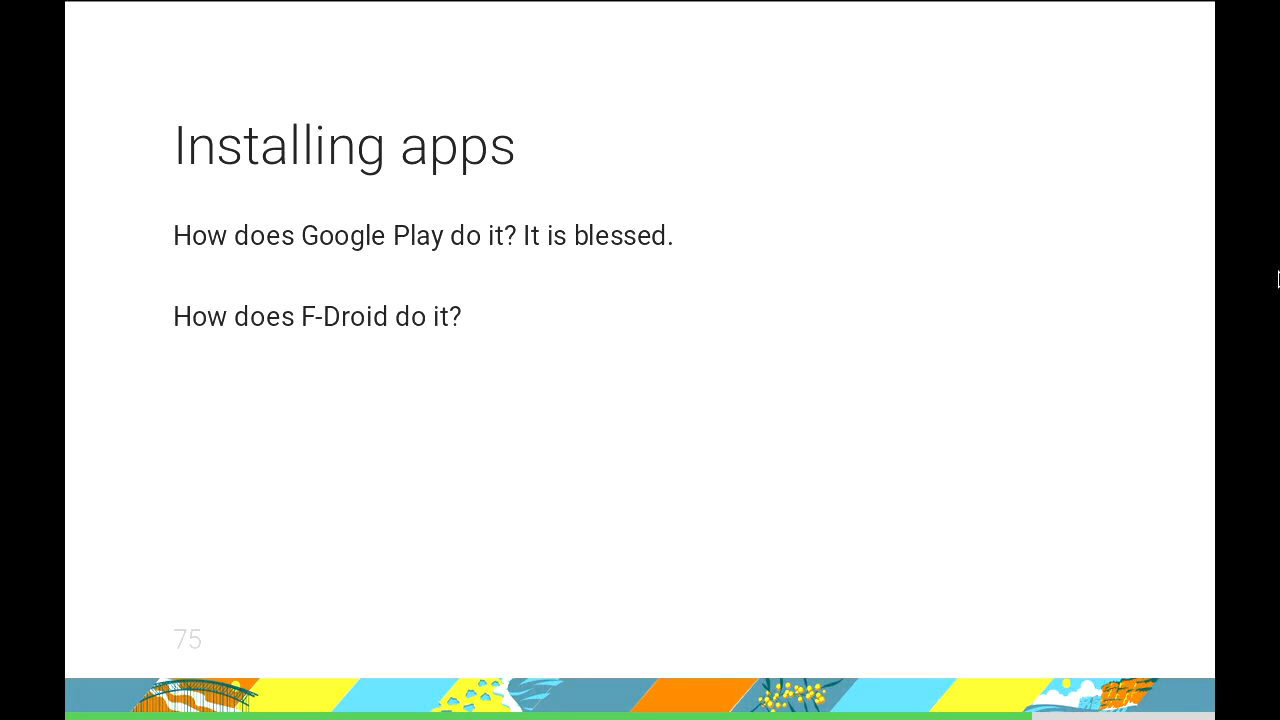 Installing apps
How does Google Play do it? It is blessed.
How does F-Droid do it?
75